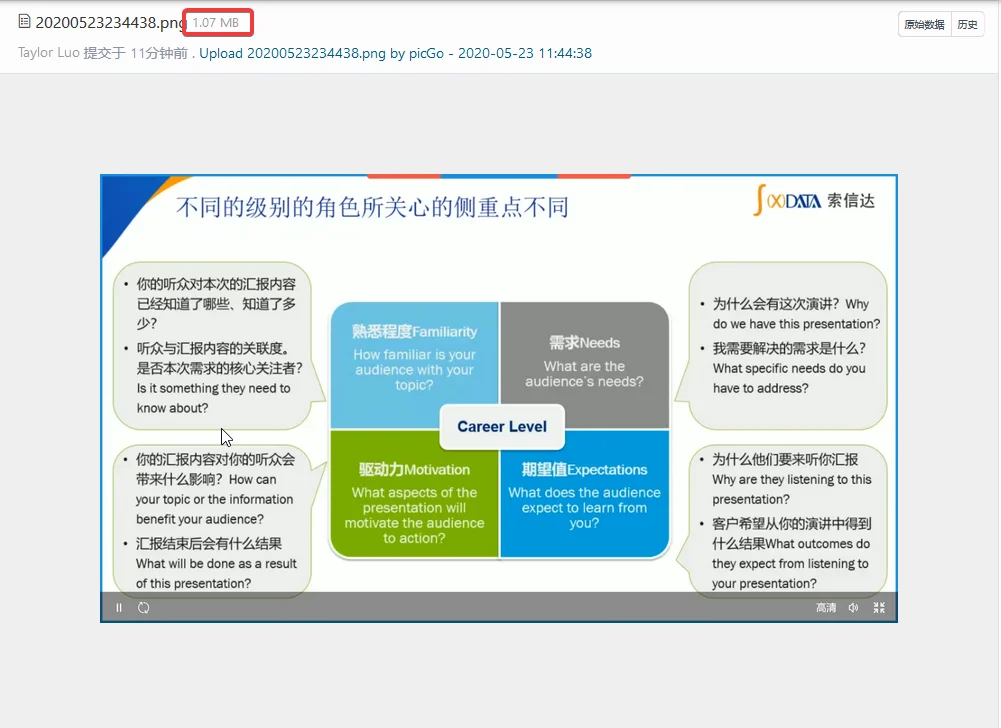 20200523234438.png 1.07 MB
原始数据 历史
Taylor Luo 提交于 11分钟前 . Upload 20200523234438.png by picGo - 2020-05-23 11:44:38
不同的级别的角色所关心的侧重点不同
∫(X)DATA 索信达
• 你的听众对本次的汇报内容
已经知道了哪些、知道了多
少?
• 听众与汇报内容的关联度。
是否本次需求的核心关注者?
Is it something they need to
know about?
熟悉程度Familiarity
How familiar is your
audience with your
topic?
需求Needs
What are the
audience's needs?
• 为什么会有这次演讲? Why
do we have this presentation?
• 我需要解决的需求是什么?
What specific needs do you
have to address?
Career Level
• 你的汇报内容对你的听众会
带来什么影响? How can
your topic or the information
benefit your audience?
• 汇报结束后会有什么结果
What will be done as a result
of this presentation?
驱动力Motivation
What aspects of the
presentation will
motivate the audience
to action?
期望值Expectations
What does the audience
expect to learn from
you?
• 为什么他们要来听你汇报
Why are they listening to this
presentation?
• 客户希望从你的演讲中得到
什么结果What outcomes do
they expect from listening to
your presentation?
高清